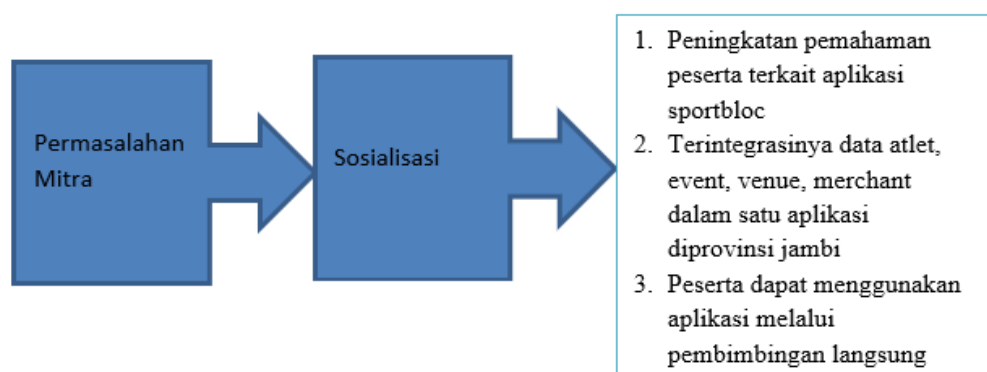 Permasalahan
Mitra
Sosialisasi
1. Peningkatan pemahaman
peserta terkait aplikasi
sportbloc
2. Terintegrasinya data atlet,
event, venue, merchant
dalam satu aplikasi
diprovinsi jambi
3. Peserta dapat menggunakan
aplikasi melalui
pembimbingan langsung